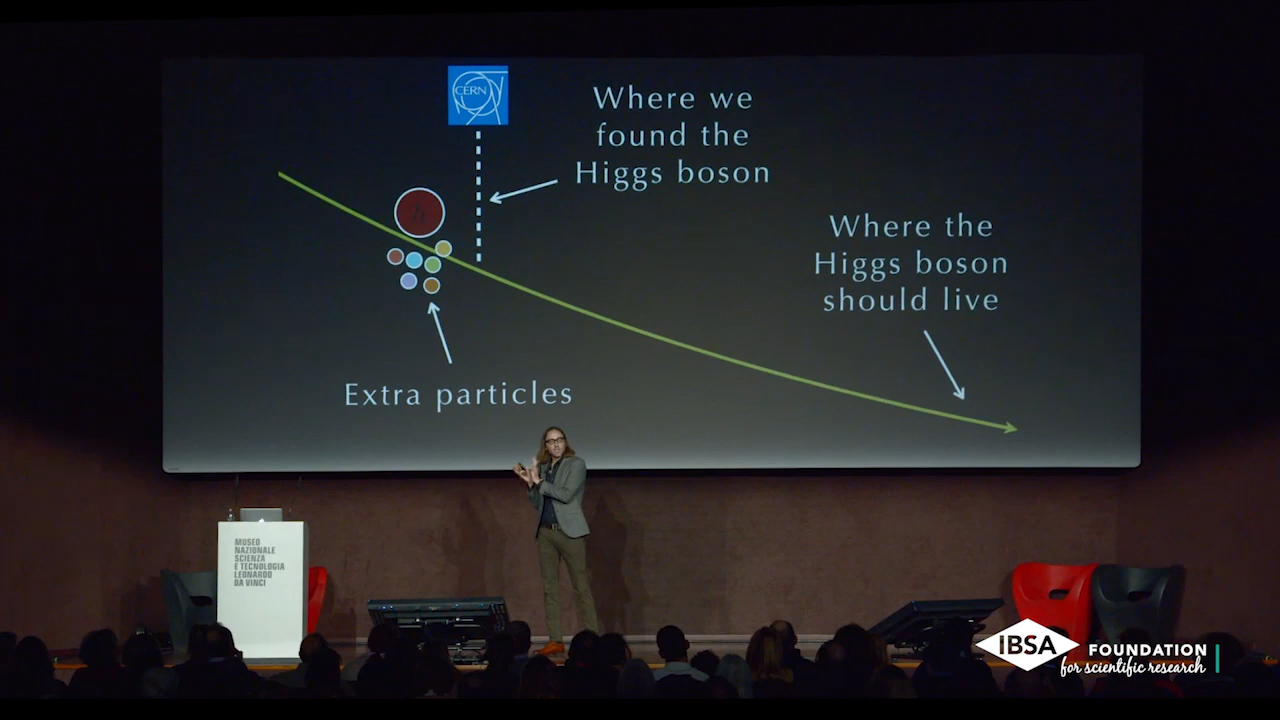 CERN
Where we
found the
Higgs boson
h
Where the
Higgs boson
should live
Extra particles
MUSEO
NAZIONALE
SCIENZA
E TECNOLOGIA
LEONARDO
DA VINCI
IBSA FOUNDATION
for scientific research